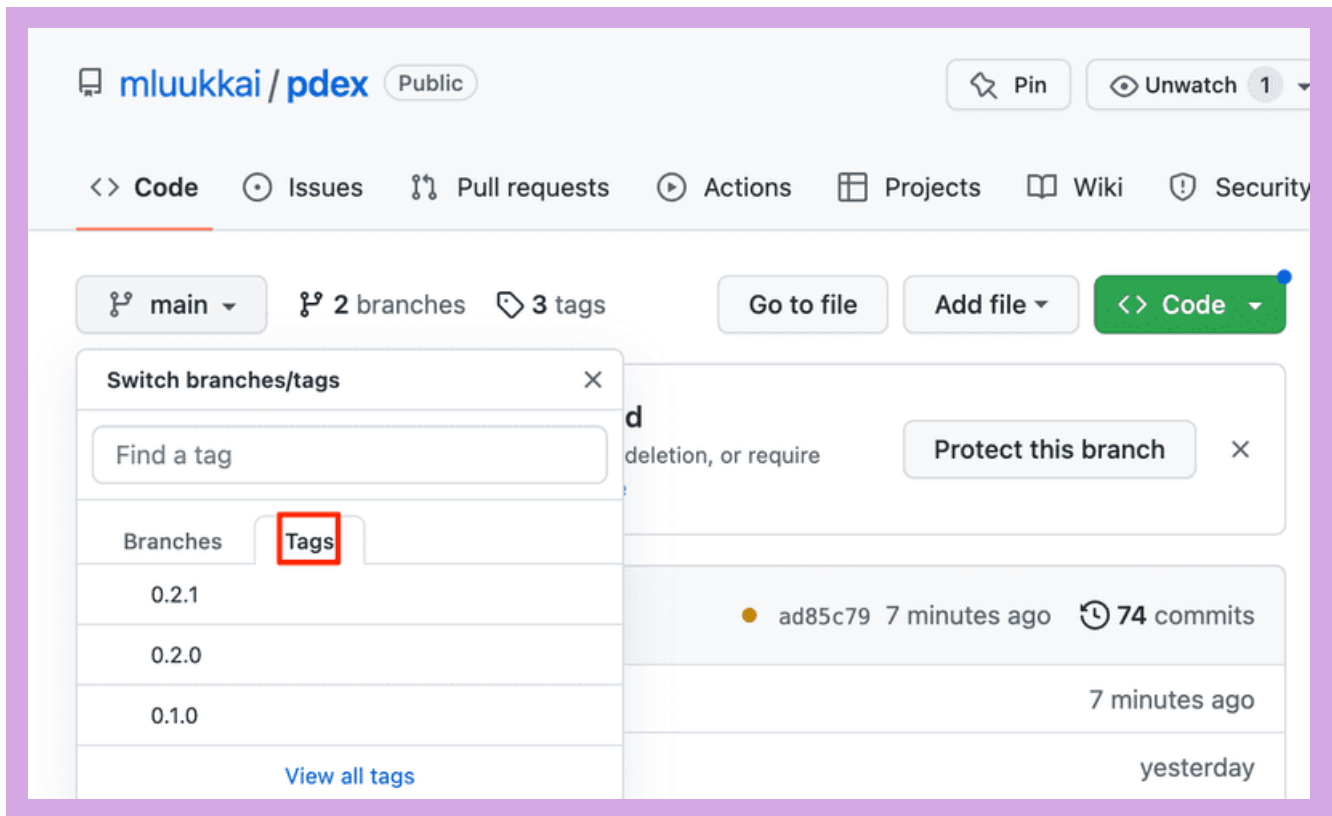 mluukkai / pdex Public Pin Unwatch 1
Code Issues Pull requests Actions Projects Wiki Security
main 2 branches 3 tags Go to file Add file Code
Switch branches/tags
d
Find a tag
deletion, or require
Protect this branch
Branches Tags
0.2.1
ad85c79 7 minutes ago 74 commits
0.2.0
7 minutes ago
0.1.0
yesterday
View all tags